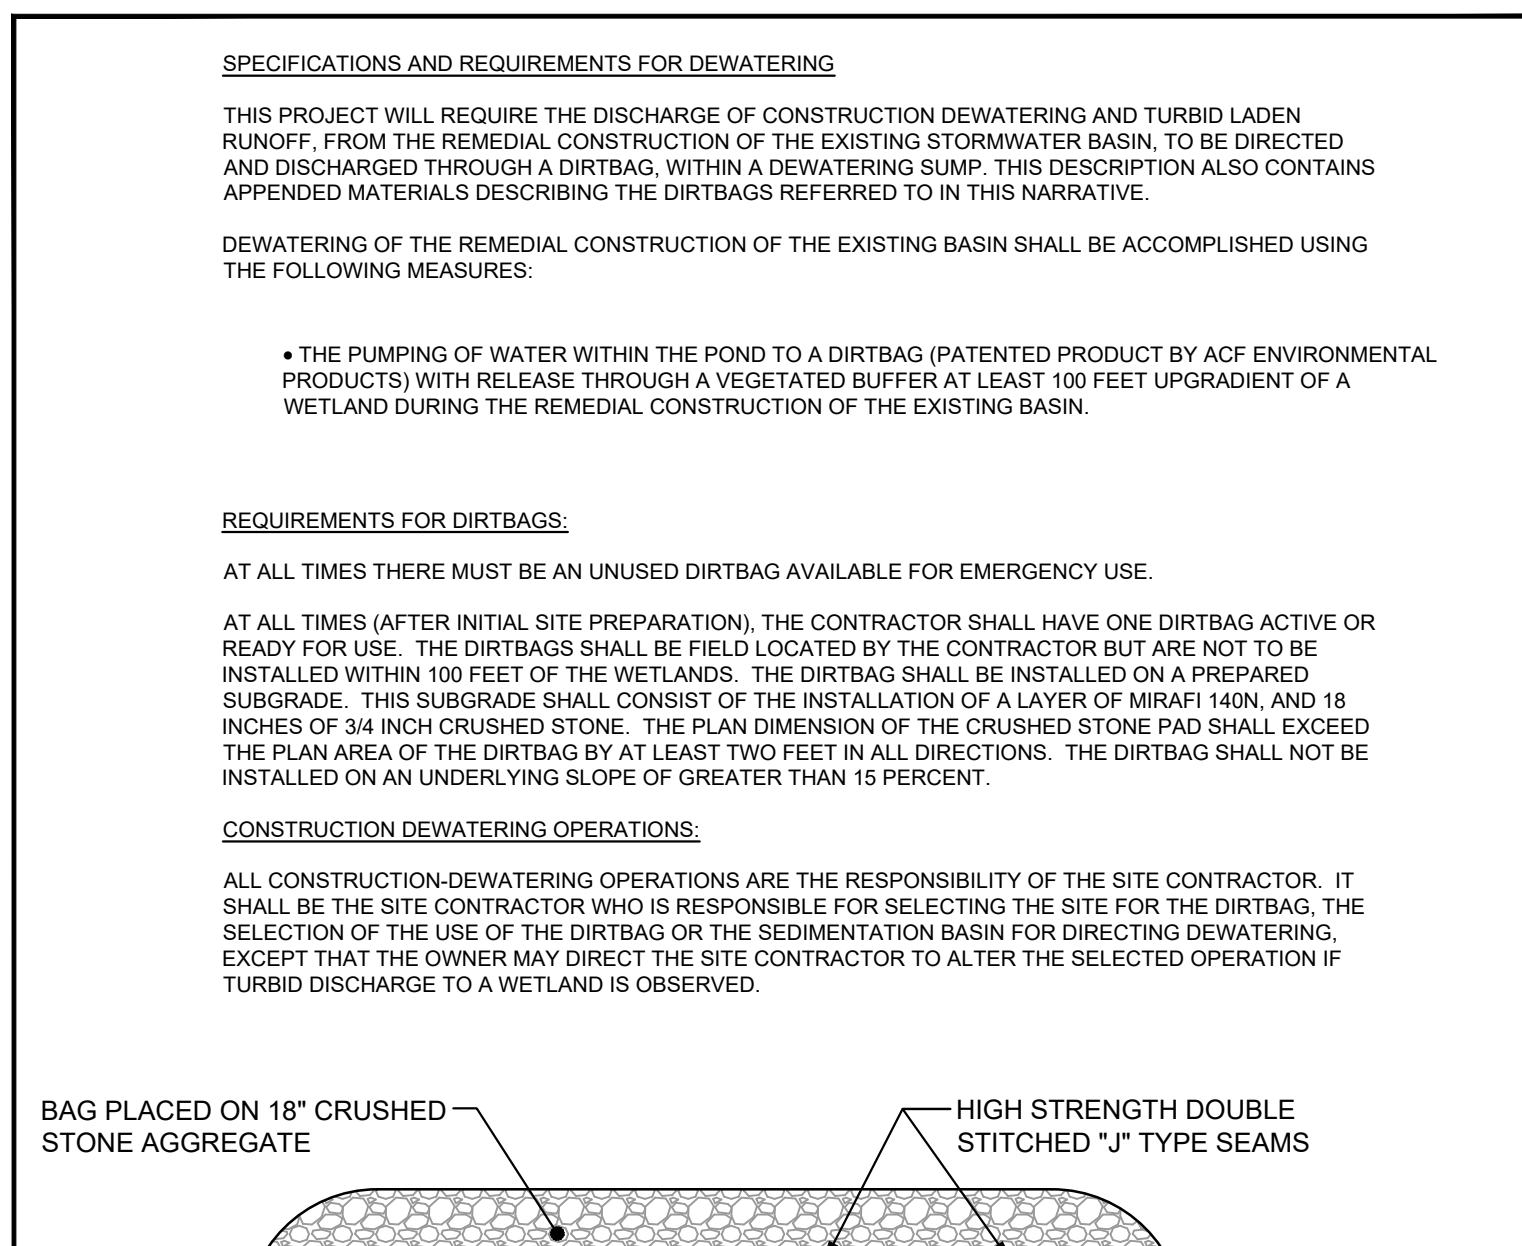 SPECIFICATIONS AND REQUIREMENTS FOR DEWATERING
THIS PROJECT WILL REQUIRE THE DISCHARGE OF CONSTRUCTION DEWATERING AND TURBID LADEN
RUNOFF, FROM THE REMEDIAL CONSTRUCTION OF THE EXISTING STORMWATER BASIN, TO BE DIRECTED
AND DISCHARGED THROUGH A DIRTBAG, WITHIN A DEWATERING SUMP. THIS DESCRIPTION ALSO CONTAINS
APPENDED MATERIALS DESCRIBING THE DIRTBAGS REFERRED TO IN THIS NARRATIVE.
DEWATERING OF THE REMEDIAL CONSTRUCTION OF THE EXISTING BASIN SHALL BE ACCOMPLISHED USING
THE FOLLOWING MEASURES:
• THE PUMPING OF WATER WITHIN THE POND TO A DIRTBAG (PATENTED PRODUCT BY ACF ENVIRONMENTAL
PRODUCTS) WITH RELEASE THROUGH A VEGETATED BUFFER AT LEAST 100 FEET UPGRADIENT OF A
WETLAND DURING THE REMEDIAL CONSTRUCTION OF THE EXISTING BASIN.
REQUIREMENTS FOR DIRTBAGS:
AT ALL TIMES THERE MUST BE AN UNUSED DIRTBAG AVAILABLE FOR EMERGENCY USE.
AT ALL TIMES (AFTER INITIAL SITE PREPARATION), THE CONTRACTOR SHALL HAVE ONE DIRTBAG ACTIVE OR
READY FOR USE. THE DIRTBAGS SHALL BE FIELD LOCATED BY THE CONTRACTOR BUT ARE NOT TO BE
INSTALLED WITHIN 100 FEET OF THE WETLANDS. THE DIRTBAG SHALL BE INSTALLED ON A PREPARED
SUBGRADE. THIS SUBGRADE SHALL CONSIST OF THE INSTALLATION OF A LAYER OF MIRAFI 140N, AND 18
INCHES OF 3/4 INCH CRUSHED STONE. THE PLAN DIMENSION OF THE CRUSHED STONE PAD SHALL EXCEED
THE PLAN AREA OF THE DIRTBAG BY AT LEAST TWO FEET IN ALL DIRECTIONS. THE DIRTBAG SHALL NOT BE
INSTALLED ON AN UNDERLYING SLOPE OF GREATER THAN 15 PERCENT.
CONSTRUCTION DEWATERING OPERATIONS:
ALL CONSTRUCTION-DEWATERING OPERATIONS ARE THE RESPONSIBILITY OF THE SITE CONTRACTOR. IT
SHALL BE THE SITE CONTRACTOR WHO IS RESPONSIBLE FOR SELECTING THE SITE FOR THE DIRTBAG, THE
SELECTION OF THE USE OF THE DIRTBAG OR THE SEDIMENTATION BASIN FOR DIRECTING DEWATERING,
EXCEPT THAT THE OWNER MAY DIRECT THE SITE CONTRACTOR TO ALTER THE SELECTED OPERATION IF
TURBID DISCHARGE TO A WETLAND IS OBSERVED.
BAG PLACED ON 18" CRUSHED
STONE AGGREGATE
HIGH STRENGTH DOUBLE
STITCHED "J" TYPE SEAMS